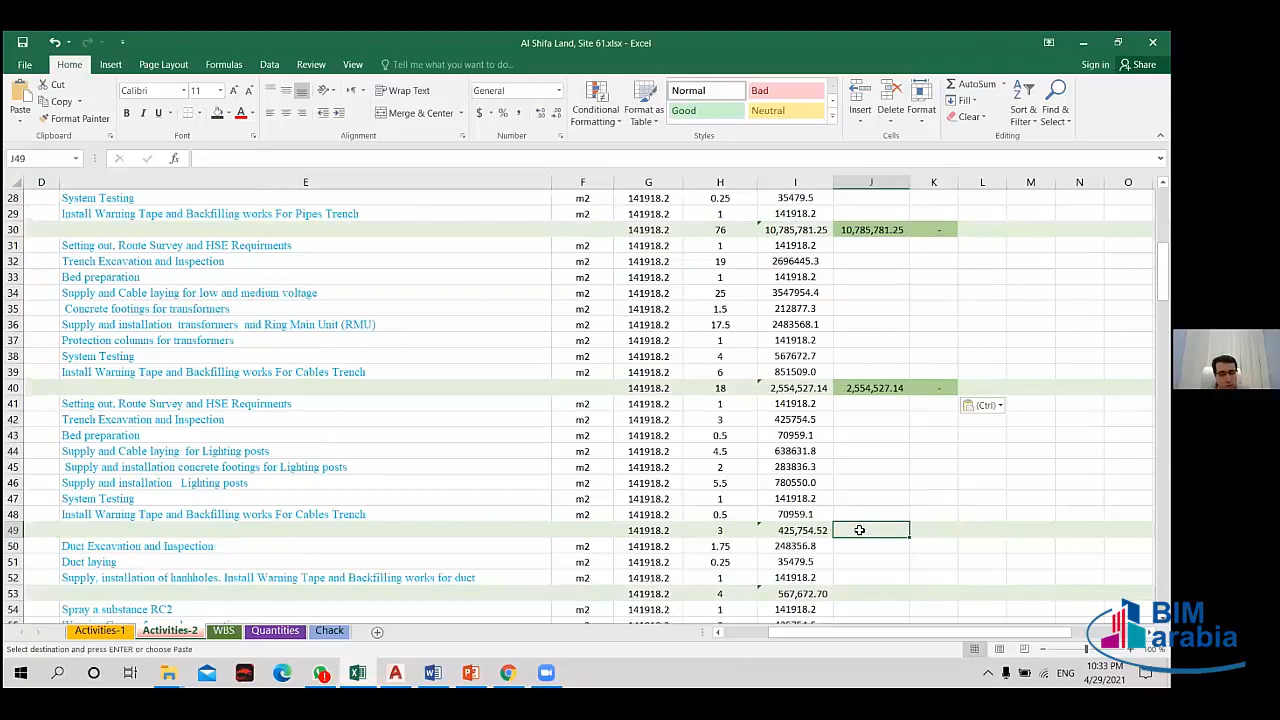 Al Shifa Land, Site 61.xlsx - Excel
File Home Insert Page Layout Formulas Data Review View Tell me what you want to do... Sign in Share
Paste Cut Calibri 11 Wrap Text General Normal Bad AutoSum
Copy Conditional Formatting Format as Table Insert Delete Format Fill Sort & Filter Find & Select
Format Painter B I U Merge & Center $ % Good Neutral Clear
Clipboard Font Alignment Number Styles Cells Editing
J49 fx
D E F G H I J K L M N O
28 System Testing m2 141918.2 0.25 35479.5
29 Install Warning Tape and Backfilling works For Pipes Trench m2 141918.2 1 141918.2
30 141918.2 76 10,785,781.25 10,785,781.25 -
31 Setting out, Route Survey and HSE Requirments m2 141918.2 1 141918.2
32 Trench Excavation and Inspection m2 141918.2 19 2696445.3
33 Bed preparation m2 141918.2 1 141918.2
34 Supply and Cable laying for low and medium voltage m2 141918.2 25 3547954.4
35 Concrete footings for transformers m2 141918.2 1.5 212877.3
36 Supply and installation transformers and Ring Main Unit (RMU) m2 141918.2 17.5 2483568.1
37 Protection columns for transformers m2 141918.2 1 141918.2
38 System Testing m2 141918.2 4 567672.7
39 Install Warning Tape and Backfilling works For Cables Trench m2 141918.2 6 851509.0
40 141918.2 18 2,554,527.14 2,554,527.14 -
41 Setting out, Route Survey and HSE Requirments m2 141918.2 1 141918.2 (Ctrl)
42 Trench Excavation and Inspection m2 141918.2 3 425754.5
43 Bed preparation m2 141918.2 0.5 70959.1
44 Supply and Cable laying for Lighting posts m2 141918.2 4.5 638631.8
45 Supply and installation concrete footings for Lighting posts m2 141918.2 2 283836.3
46 Supply and installation Lighting posts m2 141918.2 5.5 780550.0
47 System Testing m2 141918.2 1 141918.2
48 Install Warning Tape and Backfilling works For Cables Trench m2 141918.2 0.5 70959.1
49 141918.2 3 425,754.52
50 Duct Excavation and Inspection m2 141918.2 1.75 248356.8
51 Duct laying m2 141918.2 0.25 35479.5
52 Supply, installation of hanhholes, Install Warning Tape and Backfilling works for duct m2 141918.2 1 141918.2
53 141918.2 4 567,672.70
54 Spray a substance RC2 m2 141918.2 1 141918.2
Activities-1 Activities-2 WBS Quantities Chack
Select destination and press ENTER or choose Paste
ENG 10:33 PM
4/29/2021
BIM
arabia